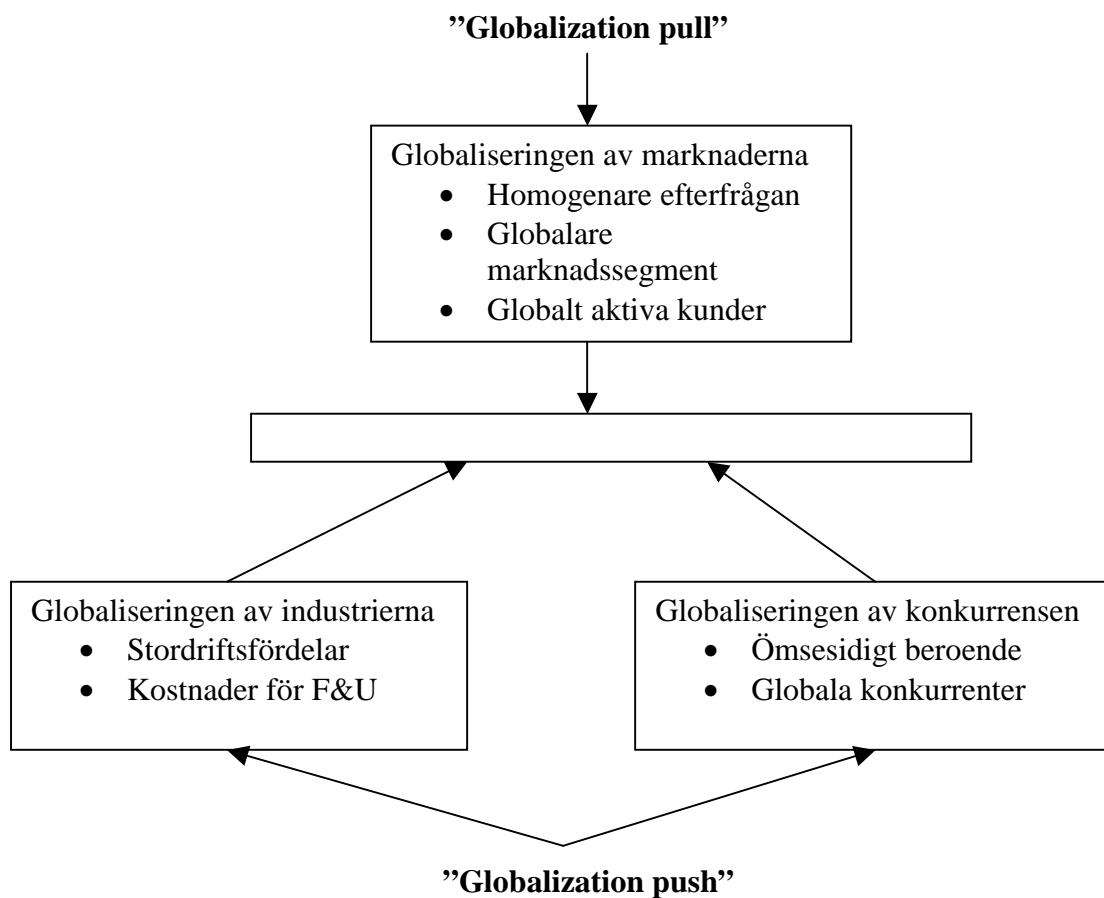 ”Globalization pull”
Globaliseringen av marknaderna
• Homogenare efterfrågan
• Globalare
marknadssegment
• Globalt aktiva kunder
Globaliseringen av industrierna
• Stordriftsfördelar
• Kostnader för F&U
Globaliseringen av konkurrensen
• Ömsesidigt beroende
• Globala konkurrenter
”Globalization push”